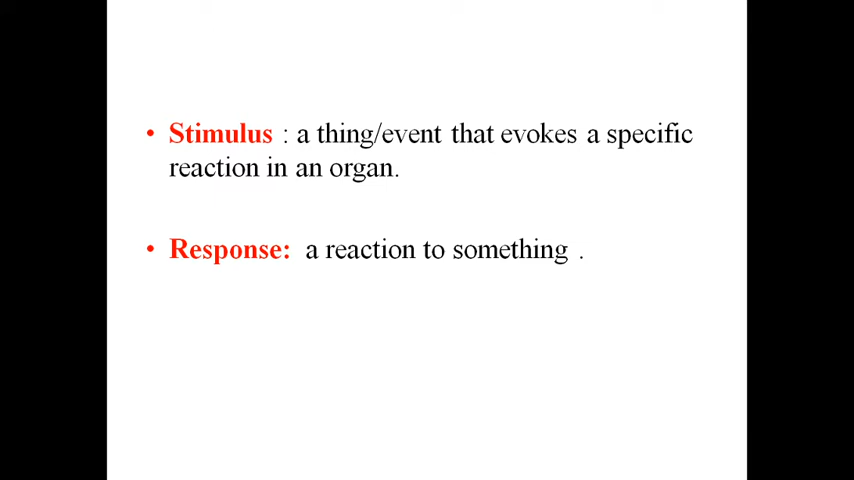 • Stimulus : a thing/event that evokes a specific
reaction in an organ.
• Response: a reaction to something .